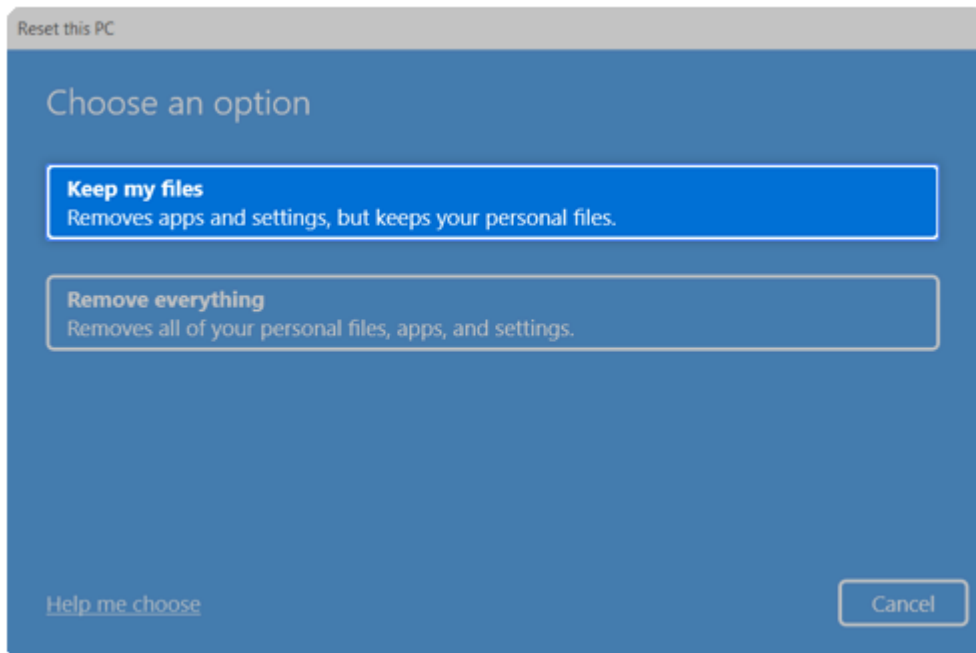 Reset this PC
Choose an option
Keep my files
Removes apps and settings, but keeps your personal files.
Remove everything
Removes all of your personal files, apps, and settings.
Help me choose
Cancel